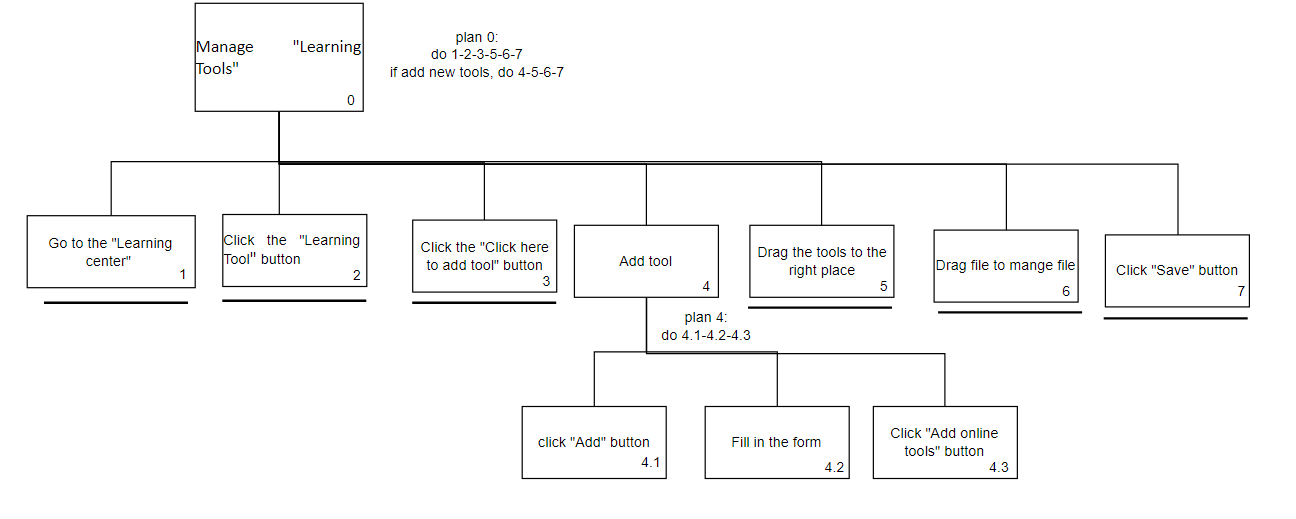 Manage "Learning
Tools"
0
plan 0:
do 1-2-3-5-6-7
if add new tools, do 4-5-6-7
Go to the "Learning
center"
1
Click the "Learning
Tool" button
2
Click the "Click here
to add tool" button
3
Add tool
4
Drag the tools to the
right place
5
Drag file to mange file
6
Click "Save" button
7
plan 4:
do 4.1-4.2-4.3
click "Add" button
4.1
Fill in the form
4.2
Click "Add online
tools" button
4.3